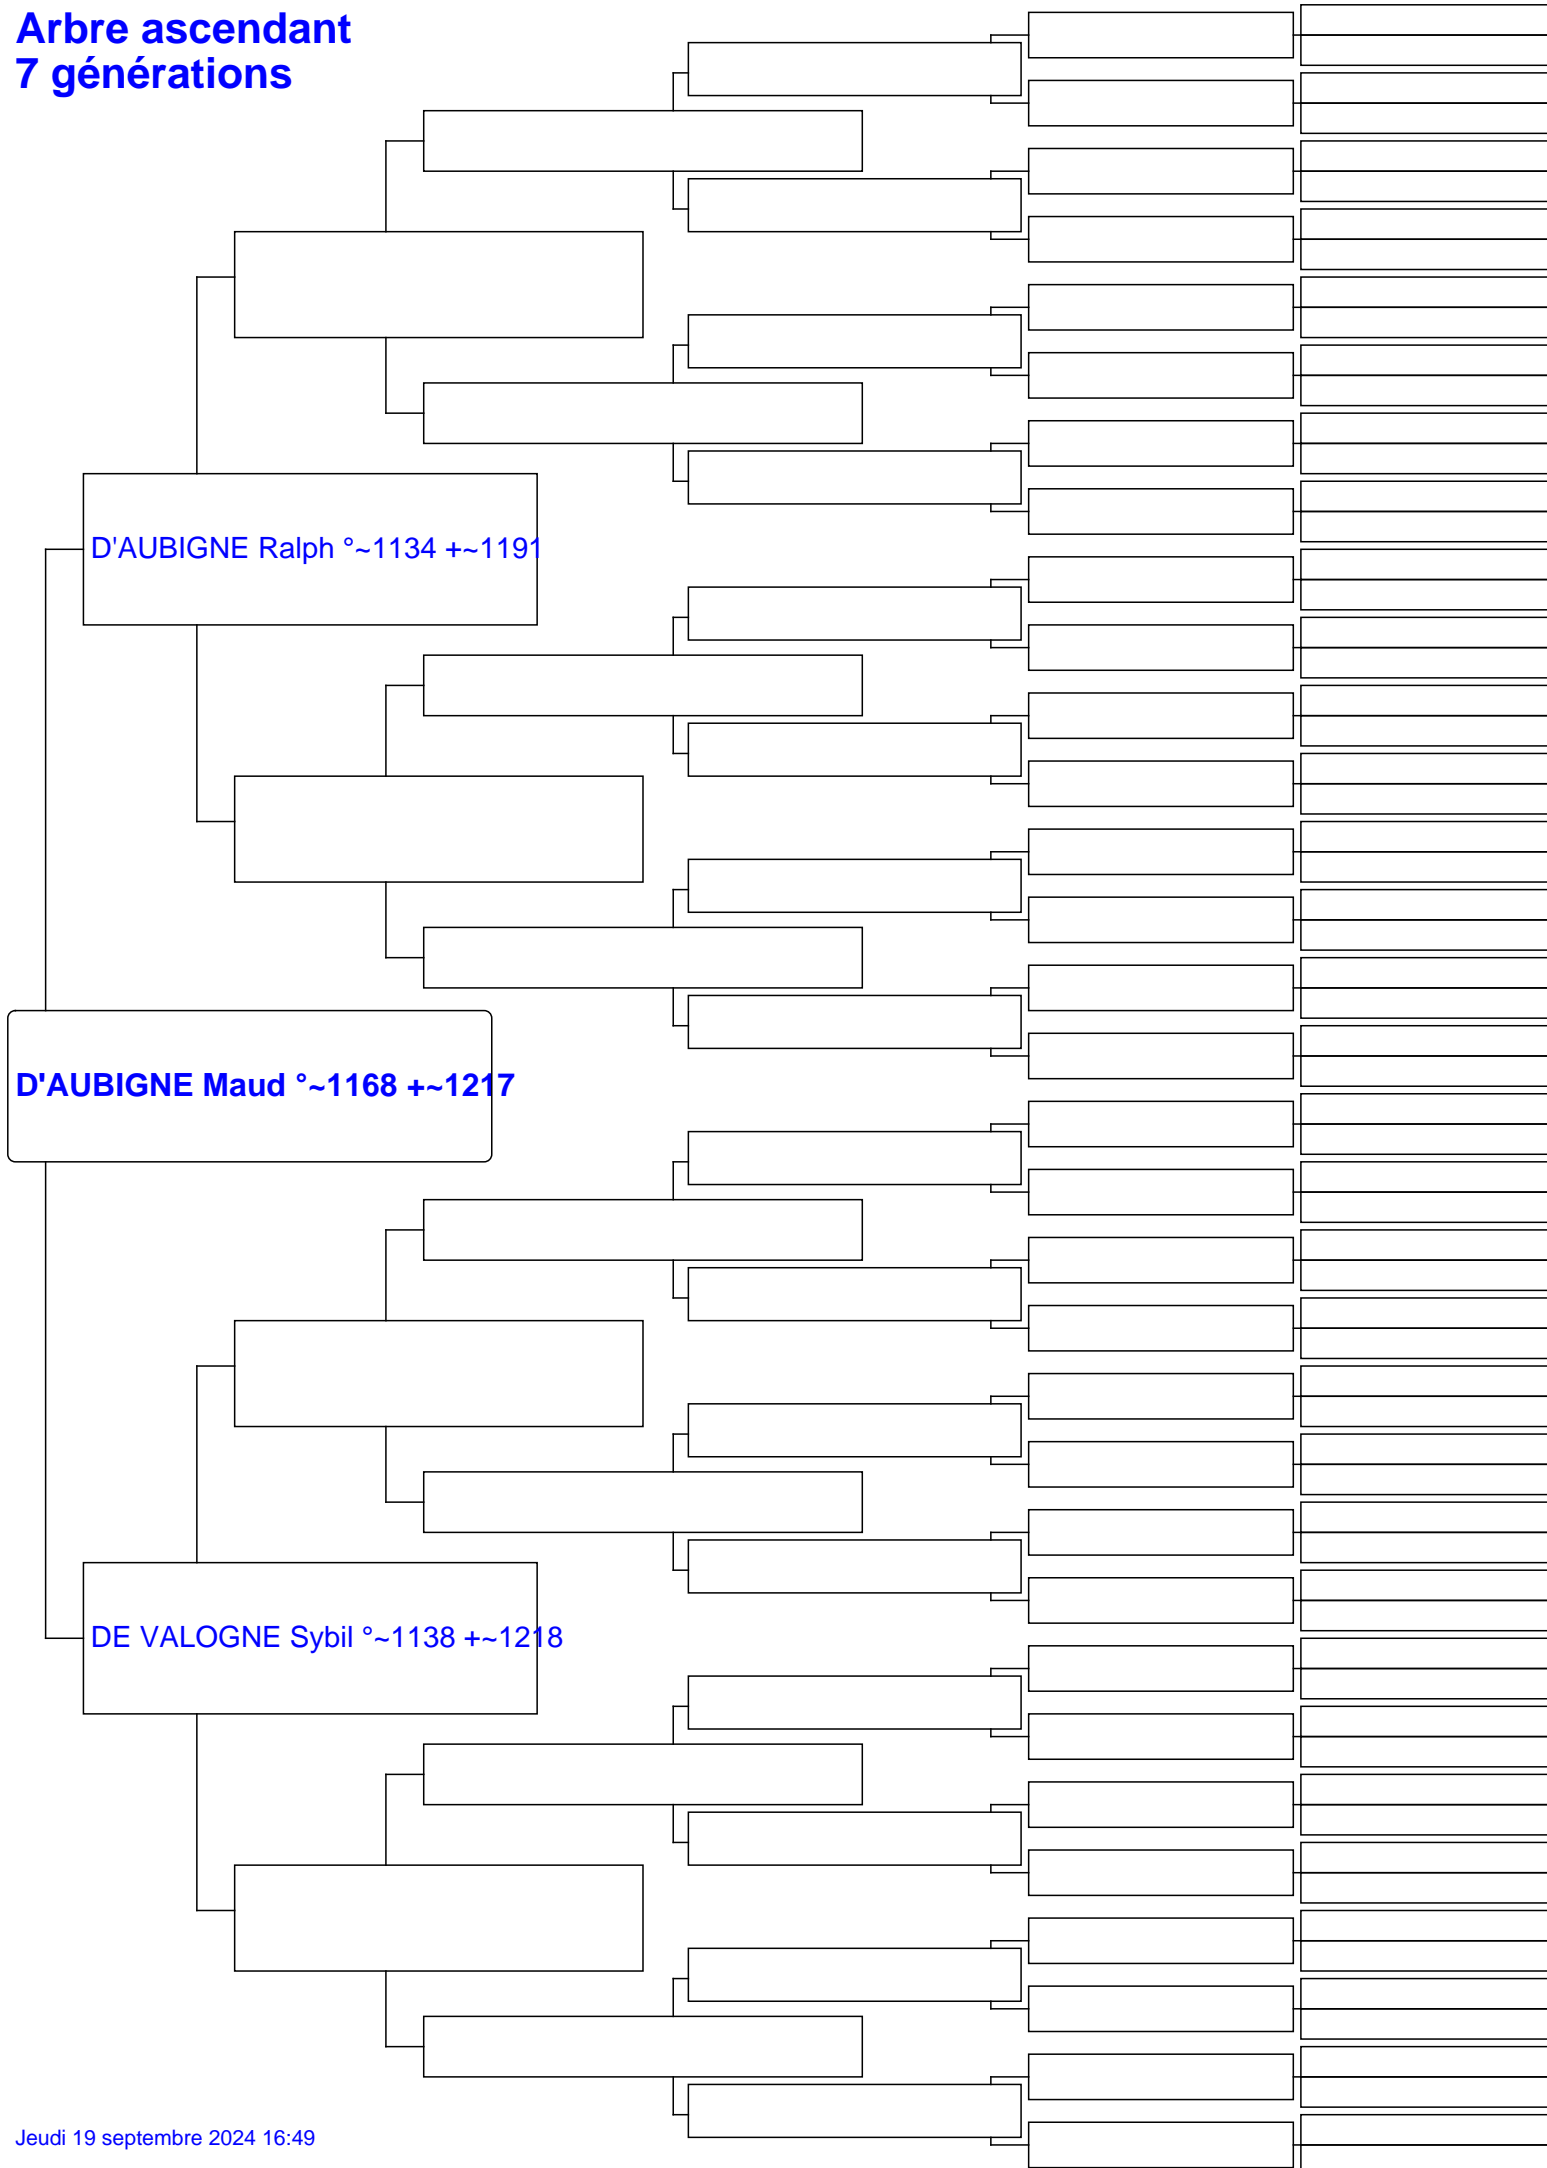 Arbre ascendant
7 générations
D'AUBIGNE Ralph °~1134 +~1191
D'AUBIGNE Maud °~1168 +~1217
DE VALOGNE Sybil °~1138 +~1218
Jeudi 19 septembre 2024 16:49